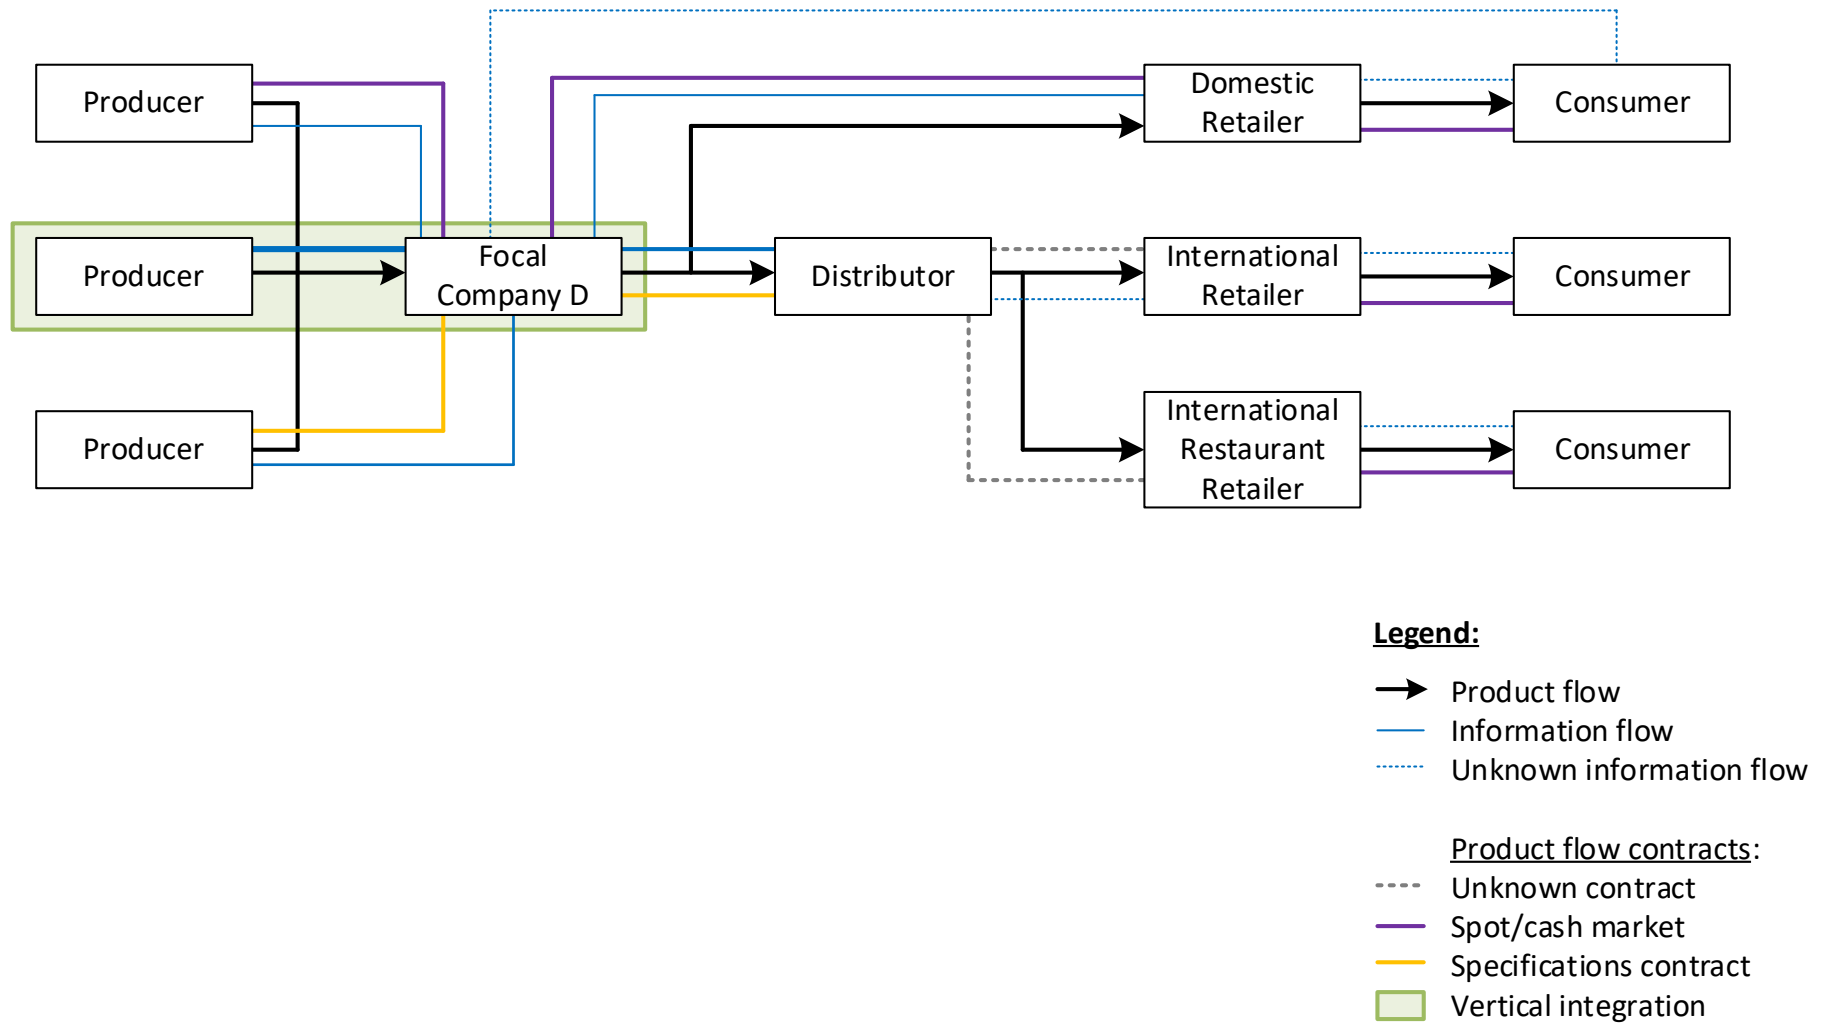 Producer
Domestic
Retailer
Consumer
Producer
Focal
Company D
Distributor
International
Retailer
Consumer
Producer
International
Restaurant
Retailer
Consumer
Legend:
Product flow
Information flow
Unknown information flow
Product flow contracts:
Unknown contract
Spot/cash market
Specifications contract
Vertical integration